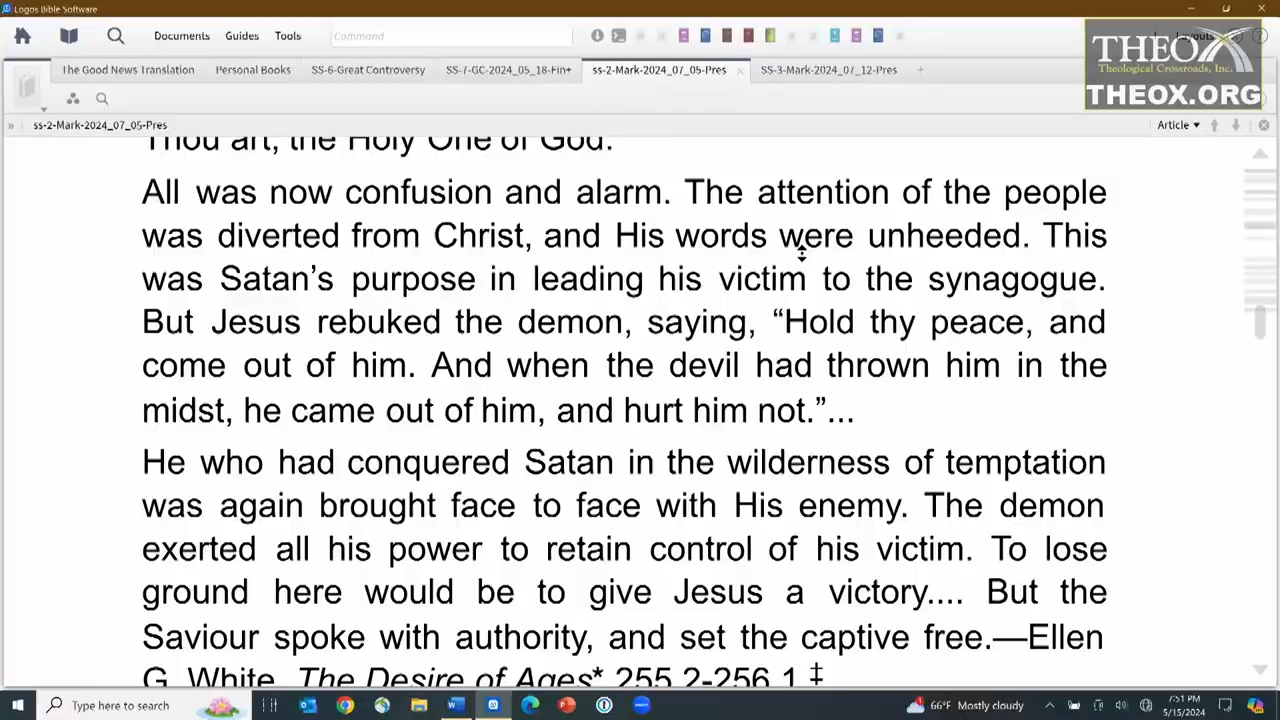 Logos Bible Software
Documents Guides Tools Command
THEOX
Theological Crossroads, Inc.
THEOX.ORG
The Good News Translation Personal Books SS-6-Great Controversy ss-2-Mark-2024_07_05-Pres SS-3-Mark-2024_07_12-Pres
ss-2-Mark-2024_07_05-Pres Article
Thou art, the Holy One of God.
All was now confusion and alarm. The attention of the people
was diverted from Christ, and His words were unheeded. This
was Satan’s purpose in leading his victim to the synagogue.
But Jesus rebuked the demon, saying, “Hold thy peace, and
come out of him. And when the devil had thrown him in the
midst, he came out of him, and hurt him not.”...
He who had conquered Satan in the wilderness of temptation
was again brought face to face with His enemy. The demon
exerted all his power to retain control of his victim. To lose
ground here would be to give Jesus a victory.... But the
Saviour spoke with authority, and set the captive free.—Ellen
G. White, The Desire of Ages* 255.2-256.1 ‡
Type here to search
66°F Mostly cloudy
7:51 PM
5/15/2024